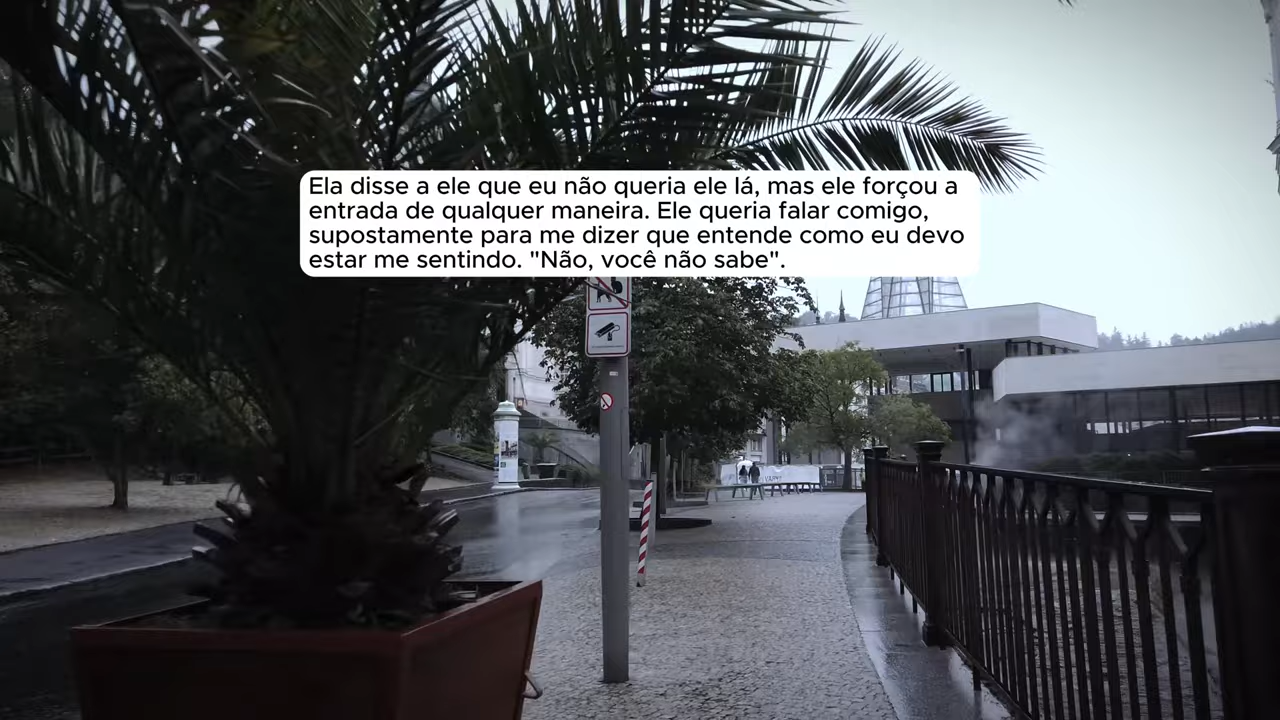 Ela disse a ele que eu não queria ele lá, mas ele forçou a
entrada de qualquer maneira. Ele queria falar comigo,
supostamente para me dizer que entende como eu devo
estar me sentindo. "Não, você não sabe".